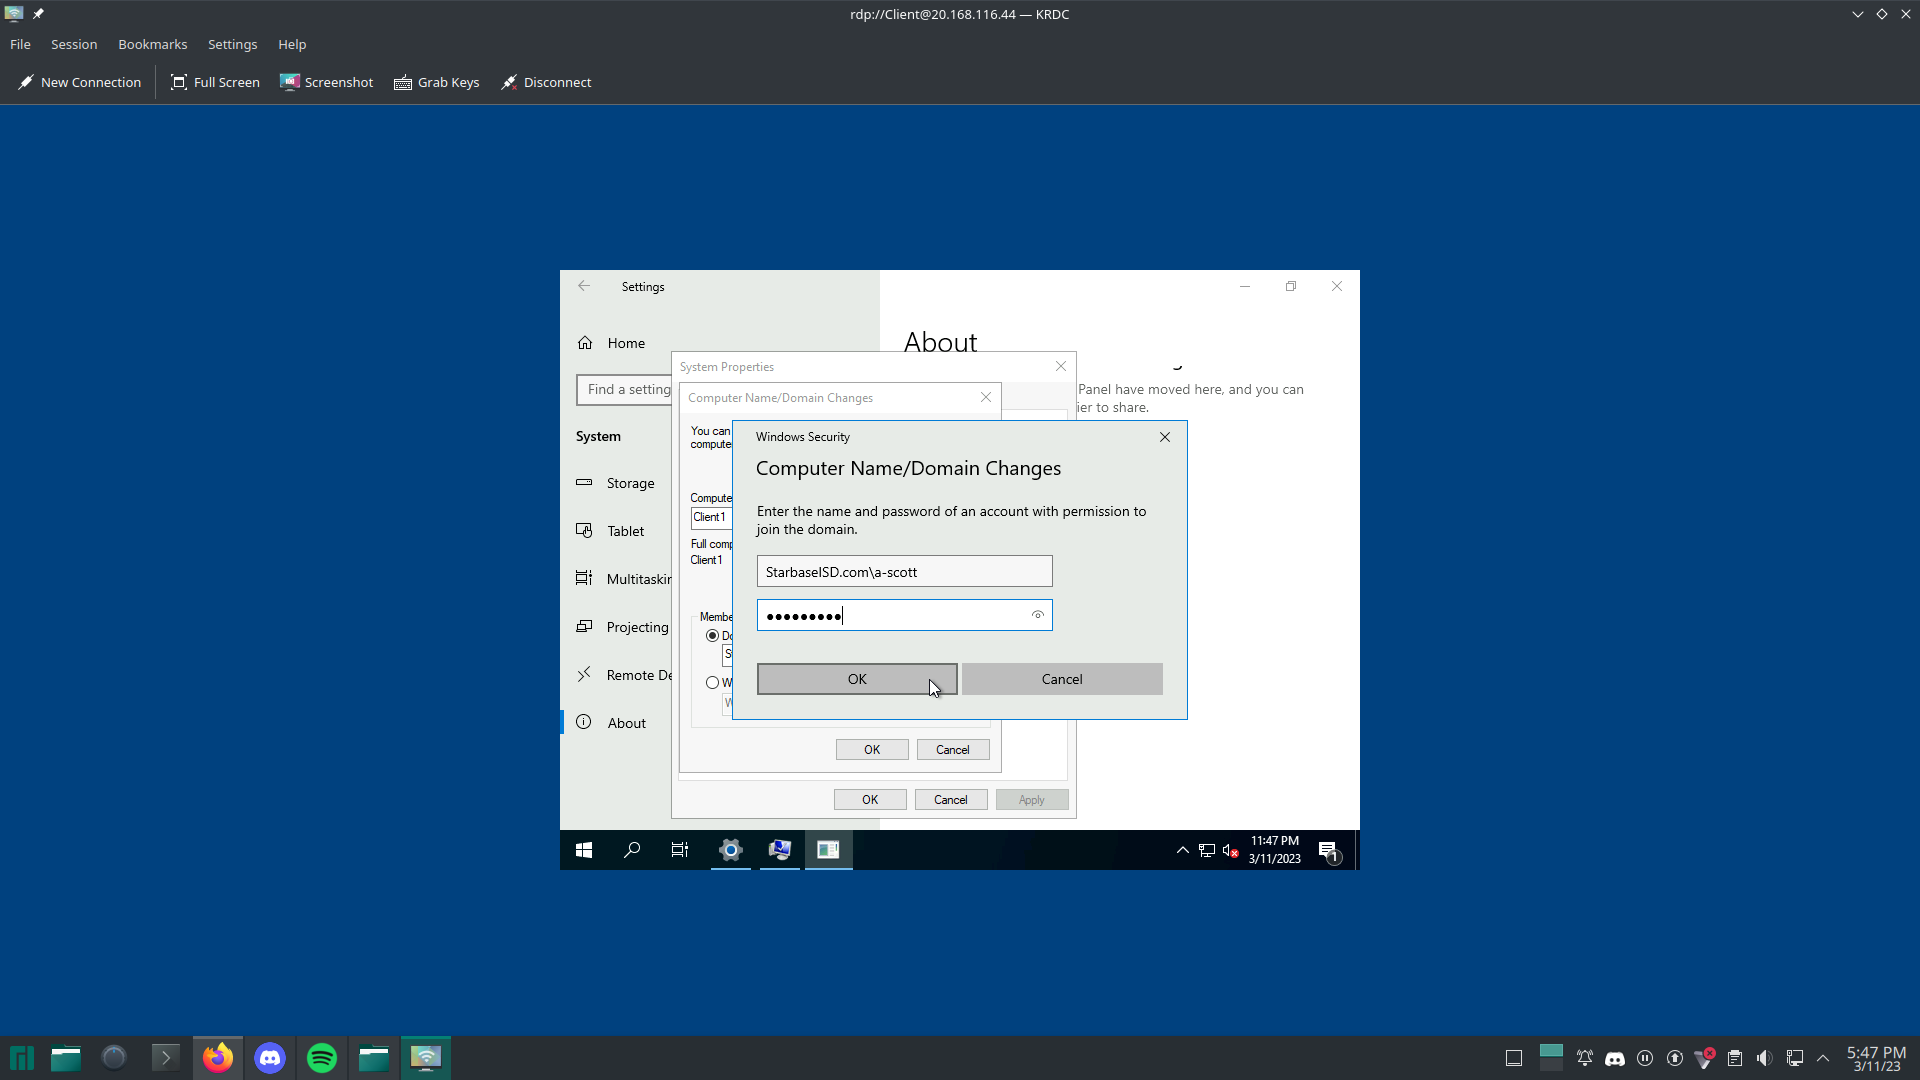 rdp://Client@20.168.116.44 — KRDC
File Session Bookmarks Settings Help
New Connection Full Screen Screenshot Grab Keys Disconnect
Settings
Home
About
System Properties
Find a setting
Panel have moved here, and you can
Computer Name/Domain Changes
ier to share.
You can
compute
System
Windows Security
Computer Name/Domain Changes
Storage
Compute
Client1
Enter the name and password of an account with permission to
join the domain.
Tablet
Full comp
Client1
StarbaseISD.com\a-scott
Multitaskin
●●●●●●●●●
Membe
Projecting
Do
S
Remote De
W
W
OK Cancel
About
OK Cancel
OK Cancel Apply
11:47 PM
3/11/2023
1
5:47 PM
3/11/23